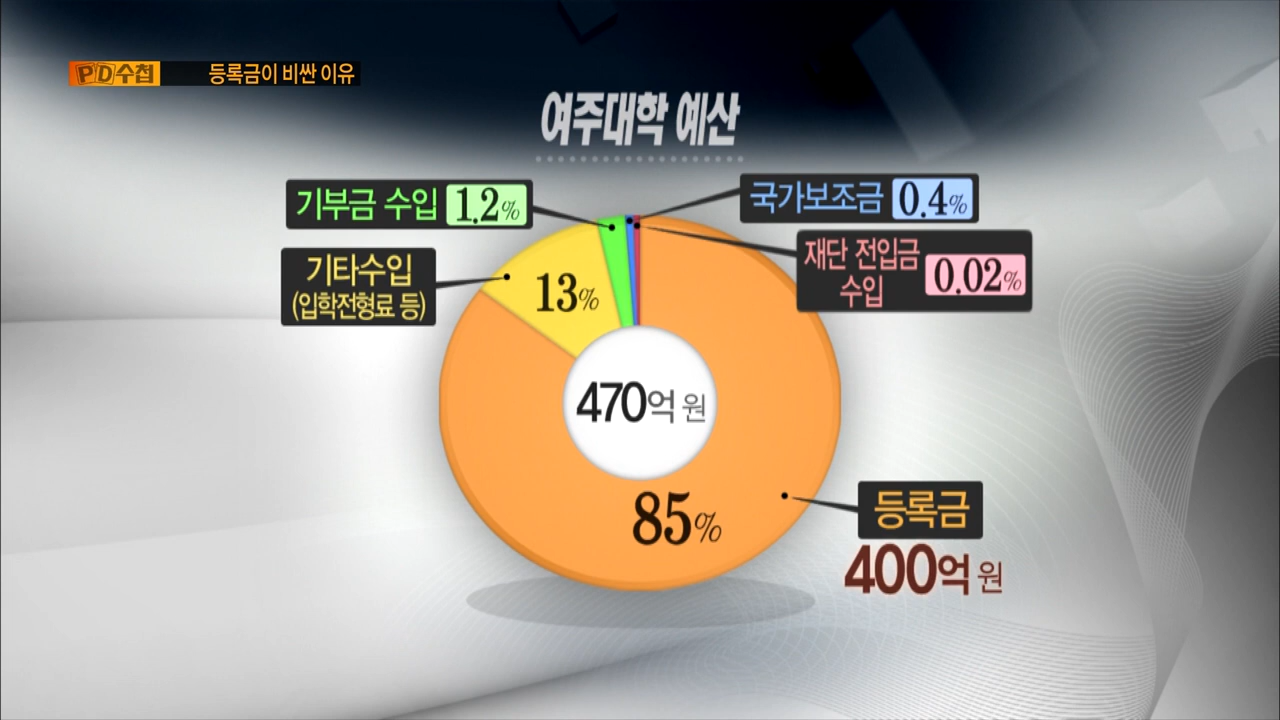 PD수첩 등록금이 비싼 이유
여주대학 예산
기부금 수입 1.2%
국가보조금 0.4%
기타수입
(입학전형료 등)
13%
재단 전입금
수입
0.02%
470억 원
85%
등록금
400억 원